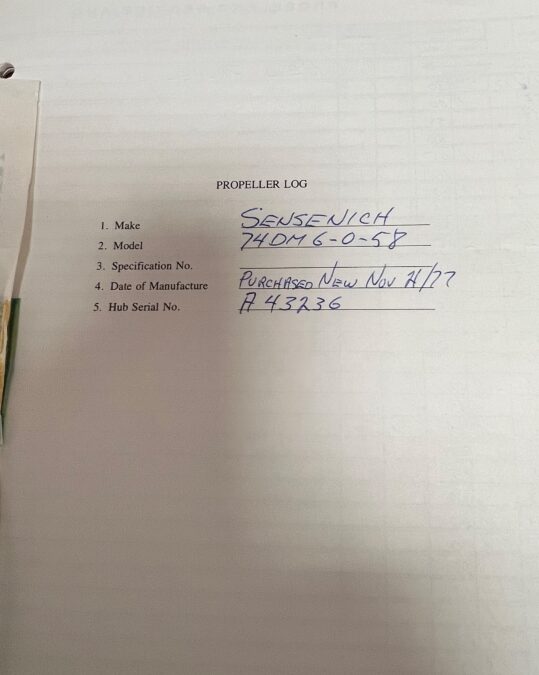 PROPELLER LOG
1. Make SENSENICH
2. Model 74DM6-0-58
3. Specification No.
4. Date of Manufacture PURCHASED NEW NOV /77
5. Hub Serial No. A 43236